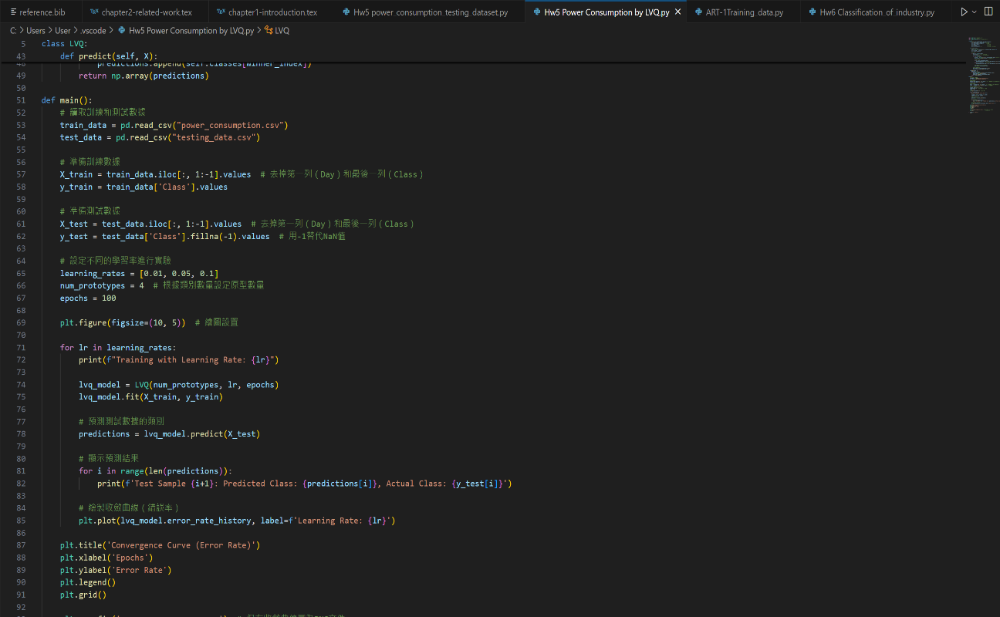 reference.bib chapter2-related-work.tex chapter1-introduction.tex Hw5 power_consumption_testing_dataset.py Hw5 Power Consumption by LVQ.py ART-1Training_data.py Hw6 Classification_of_industry.py
C: > Users > User > .vscode > Hw5 Power Consumption by LVQ.py > LVQ
5 class LVQ:
43 def predict(self, X):
48 predictions.append(self.classes[winner_index])
49 return np.array(predictions)
50
51 def main():
52 # 讀取訓練和測試數據
53 train_data = pd.read_csv("power_consumption.csv")
54 test_data = pd.read_csv("testing_data.csv")
55
56 # 準備訓練數據
57 X_train = train_data.iloc[:, 1:-1].values # 去掉第一列（Day）和最後一列（Class）
58 y_train = train_data['Class'].values
59
60 # 準備測試數據
61 X_test = test_data.iloc[:, 1:-1].values # 去掉第一列（Day）和最後一列（Class）
62 y_test = test_data['Class'].fillna(-1).values # 用-1替代NaN值
63
64 # 設定不同的學習率進行實驗
65 learning_rates = [0.01, 0.05, 0.1]
66 num_prototypes = 4 # 根據類別數量設定原型數量
67 epochs = 100
68
69 plt.figure(figsize=(10, 5)) # 繪圖設置
70
71 for lr in learning_rates:
72 print(f"Training with Learning Rate: {lr}")
73
74 lvq_model = LVQ(num_prototypes, lr, epochs)
75 lvq_model.fit(X_train, y_train)
76
77 # 預測測試數據的類別
78 predictions = lvq_model.predict(X_test)
79
80 # 顯示預測結果
81 for i in range(len(predictions)):
82 print(f'Test Sample {i+1}: Predicted Class: {predictions[i]}, Actual Class: {y_test[i]}')
83
84 # 繪製收斂曲線（錯誤率）
85 plt.plot(lvq_model.error_rate_history, label=f'Learning Rate: {lr}')
86
87 plt.title('Convergence Curve (Error Rate)')
88 plt.xlabel('Epochs')
89 plt.ylabel('Error Rate')
90 plt.legend()
91 plt.grid()
92